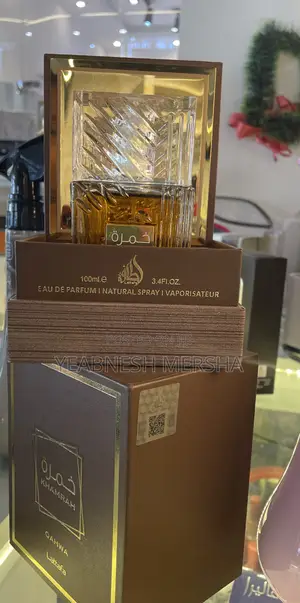 خمرة
100ml.e
3.4FL.OZ.
EAU DE PARFUM I NATURAL SPRAY I VAPORISATEUR
YEABNESH MERSHA
خمرة
KHAMRAH
QAHWA
Lattafa